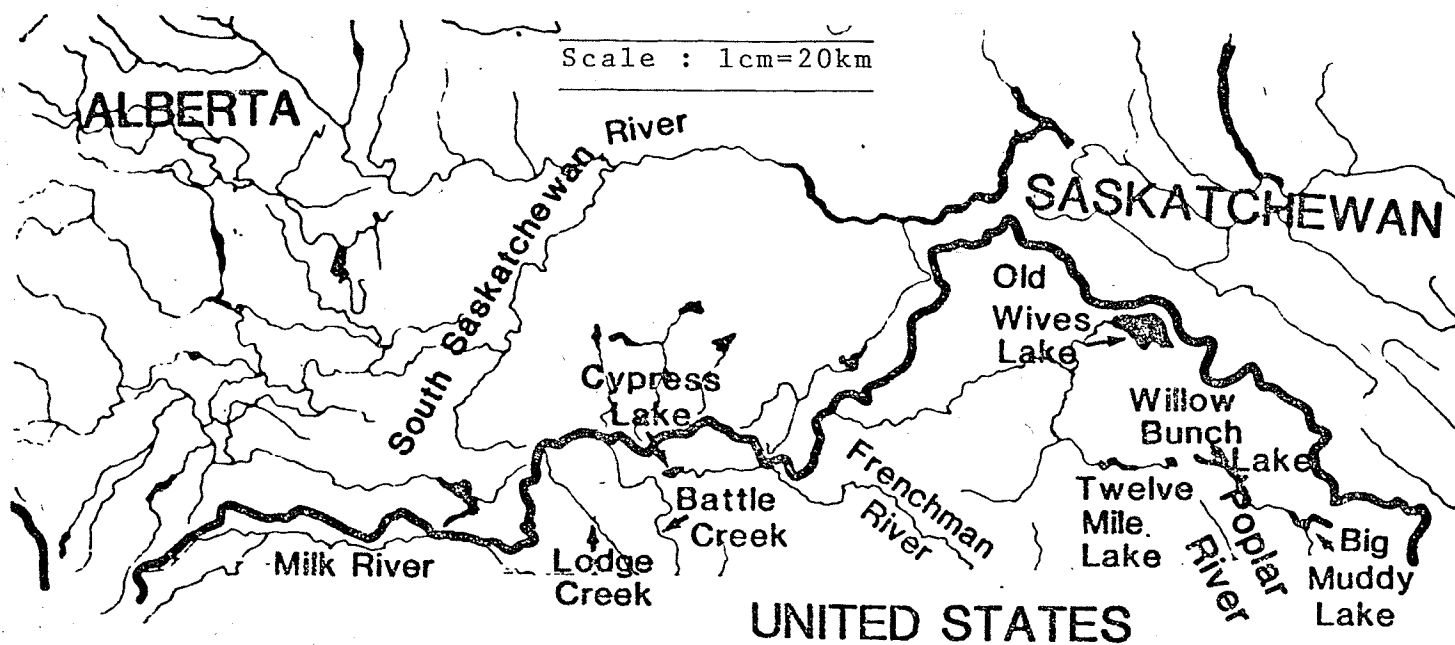 Scale : 1cm=20km
ALBERTA
South Saskatchewan River
SASKATCHEWAN
Old
Wives
Lake
Cypress
Lake
Willow
Bunch
Lake
Frenchman
River
Battle
Creek
Twelve
Mile
Lake
Poplar
River
Big
Muddy
Lake
Milk River
Lodge
Creek
UNITED STATES